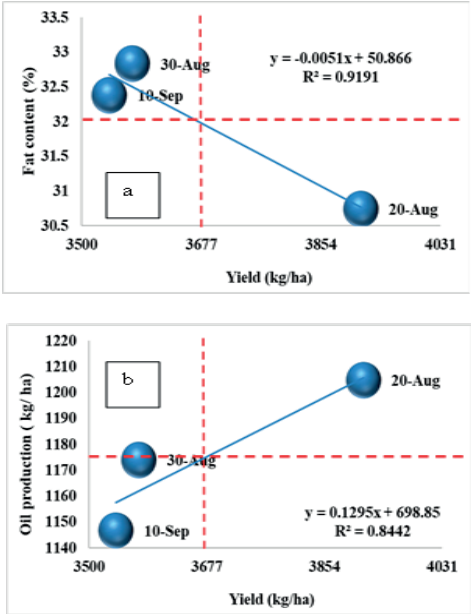 33.5
33
32.5
32
31.5
31
30.5
Fat content (%)
30-Aug
10-Sep
20-Aug
y = -0.0051x + 50.866
R² = 0.9191
a
3500
3677
3854
4031
Yield (kg/ha)
1220
1210
1200
1190
1180
1170
1160
1150
1140
Oil production ( kg/ ha)
b
20-Aug
30-Aug
10-Sep
y = 0.1295x + 698.85
R² = 0.8442
3500
3677
3854
4031
Yield (kg/ha)